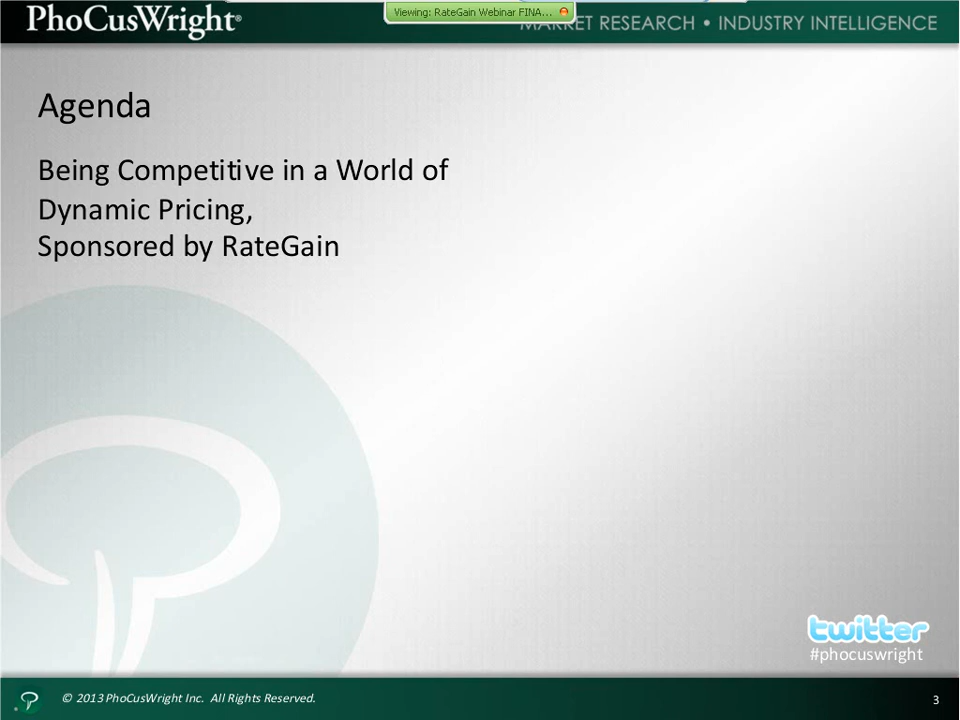 PhoCusWright®
Viewing: RateGain Webinar FINA...
MARKET RESEARCH • INDUSTRY INTELLIGENCE
Agenda
Being Competitive in a World of
Dynamic Pricing,
Sponsored by RateGain
twitter
#phocuswright
© 2013 PhoCusWright Inc. All Rights Reserved.
3